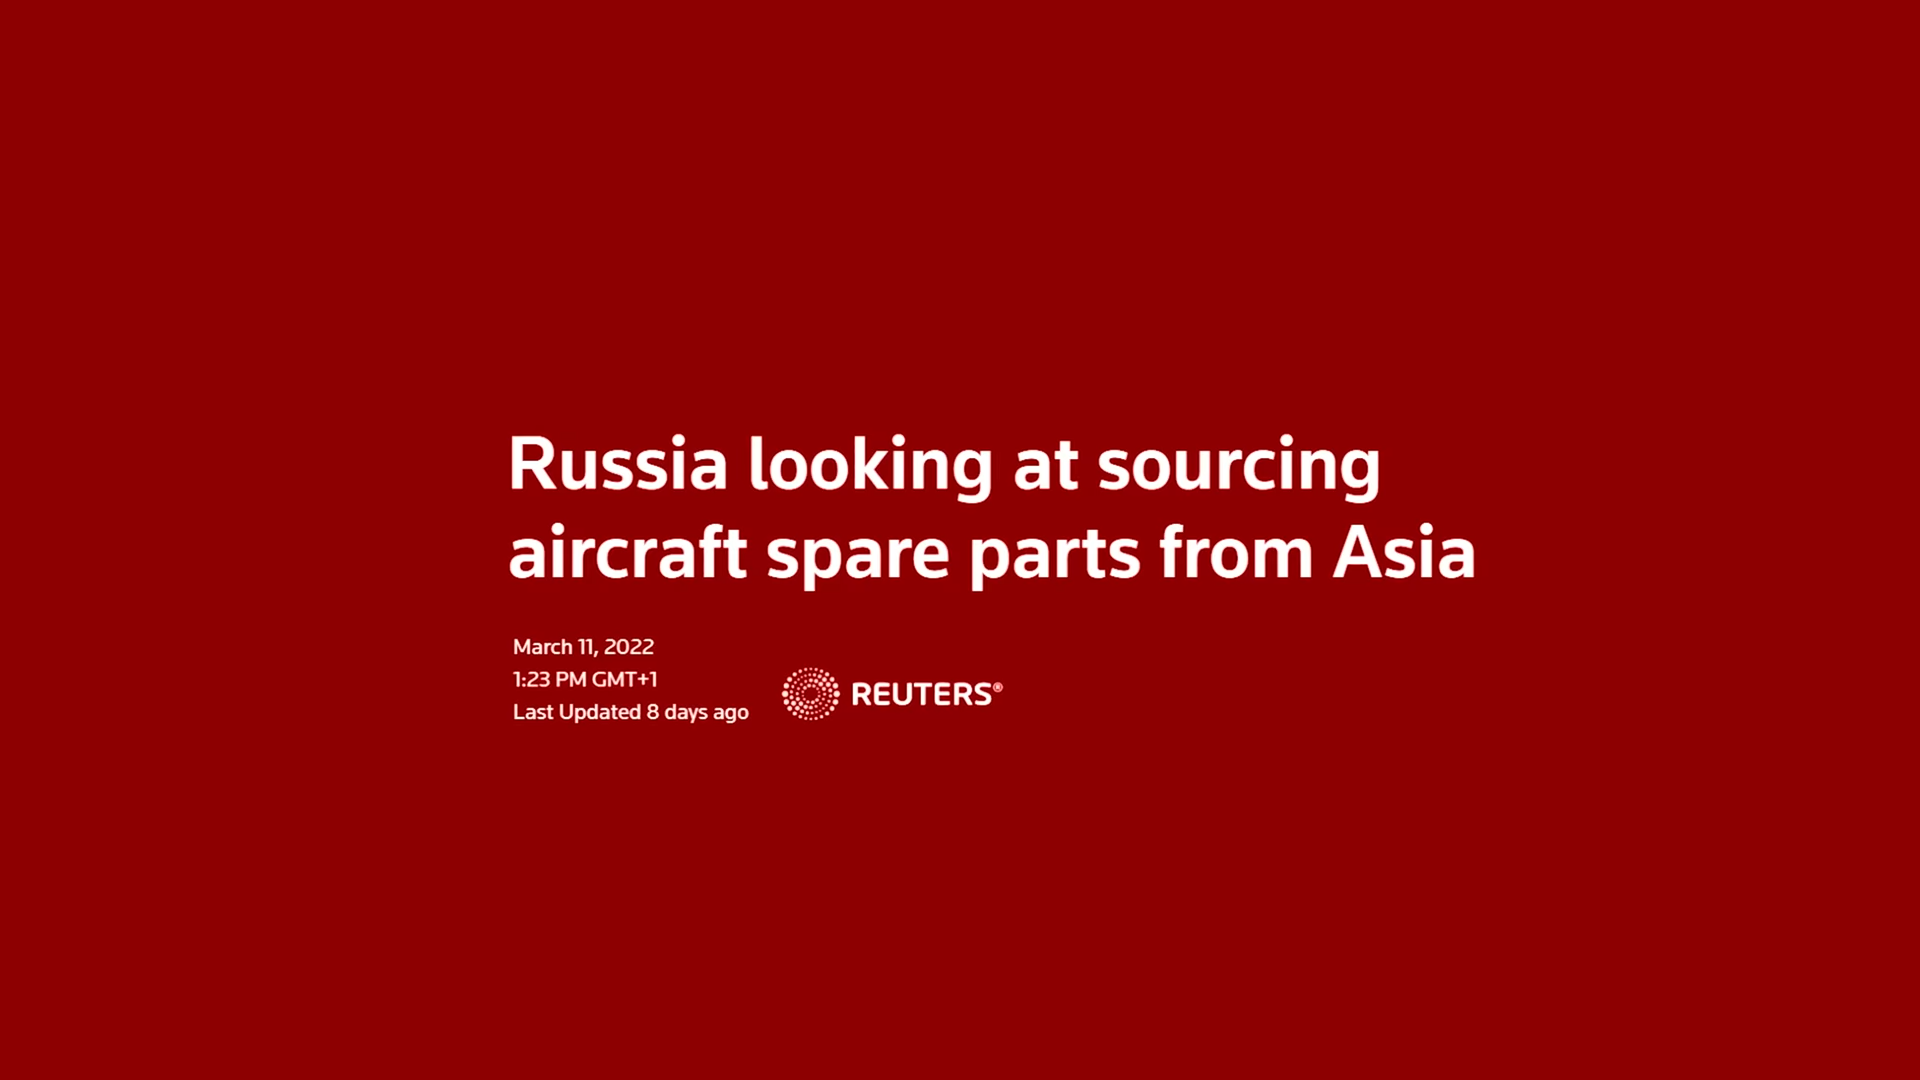 Russia looking at sourcing
aircraft spare parts from Asia
March 11, 2022
1:23 PM GMT+1
Last Updated 8 days ago
REUTERS®